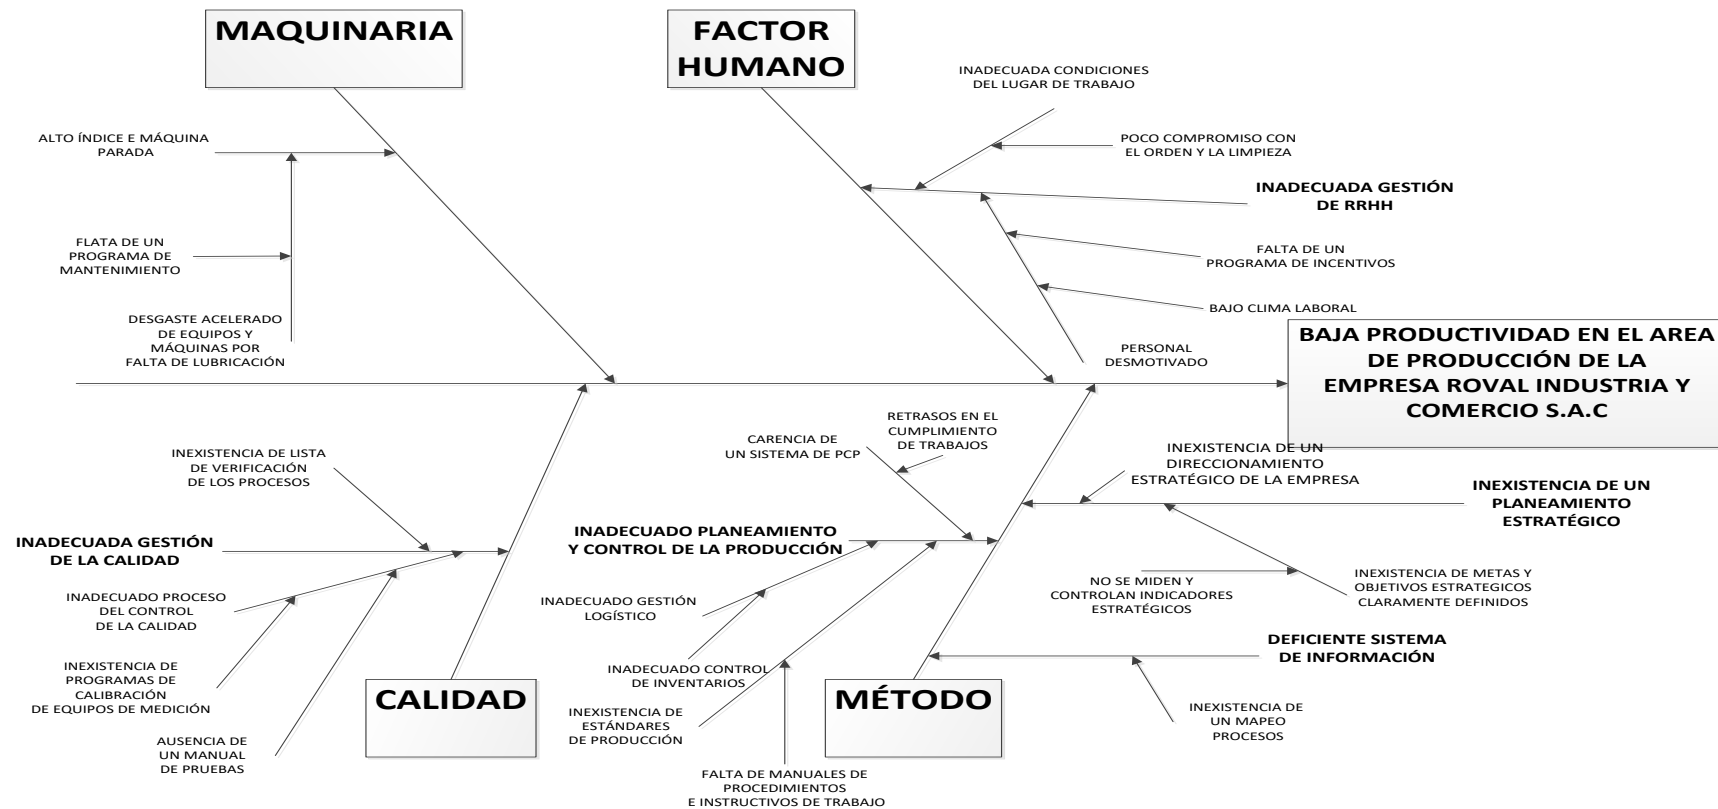 MAQUINARIA
FACTOR
HUMANO
INADECUADA CONDICIONES
DEL LUGAR DE TRABAJO
ALTO ÍNDICE E MÁQUINA
PARADA
POCO COMPROMISO CON
EL ORDEN Y LA LIMPIEZA
INADECUADA GESTIÓN
DE RRHH
FLATA DE UN
PROGRAMA DE
MANTENIMIENTO
FALTA DE UN
PROGRAMA DE INCENTIVOS
BAJO CLIMA LABORAL
DESGASTE ACELERADO
DE EQUIPOS Y
MÁQUINAS POR
FALTA DE LUBRICACIÓN
PERSONAL
DESMOTIVADO
BAJA PRODUCTIVIDAD EN EL AREA
DE PRODUCCIÓN DE LA
EMPRESA ROVAL INDUSTRIA Y
COMERCIO S.A.C
RETRASOS EN EL
CUMPLIMIENTO
DE TRABAJOS
CARENCIA DE
UN SISTEMA DE PCP
INEXISTENCIA DE LISTA
DE VERIFICACIÓN
DE LOS PROCESOS
INEXISTENCIA DE UN
DIRECCIONAMIENTO
ESTRATÉGICO DE LA EMPRESA
INEXISTENCIA DE UN
PLANEAMIENTO
ESTRATÉGICO
INADECUADA GESTIÓN
DE LA CALIDAD
INADECUADO PLANEAMIENTO
Y CONTROL DE LA PRODUCCIÓN
INADECUADO PROCESO
DEL CONTROL
DE LA CALIDAD
INADECUADO GESTIÓN
LOGÍSTICO
NO SE MIDEN Y
CONTROLAN INDICADORES
ESTRATÉGICOS
INEXISTENCIA DE METAS Y
OBJETIVOS ESTRATEGICOS
CLARAMENTE DEFINIDOS
DEFICIENTE SISTEMA
DE INFORMACIÓN
INEXISTENCIA DE
PROGRAMAS DE
CALIBRACIÓN
DE EQUIPOS DE MEDICIÓN
INADECUADO CONTROL
DE INVENTARIOS
CALIDAD
MÉTODO
INEXISTENCIA DE
ESTÁNDARES
DE PRODUCCIÓN
INEXISTENCIA DE
UN MAPEO
PROCESOS
AUSENCIA DE
UN MANUAL
DE PRUEBAS
FALTA DE MANUALES DE
PROCEDIMIENTOS
E INSTRUCTIVOS DE TRABAJO